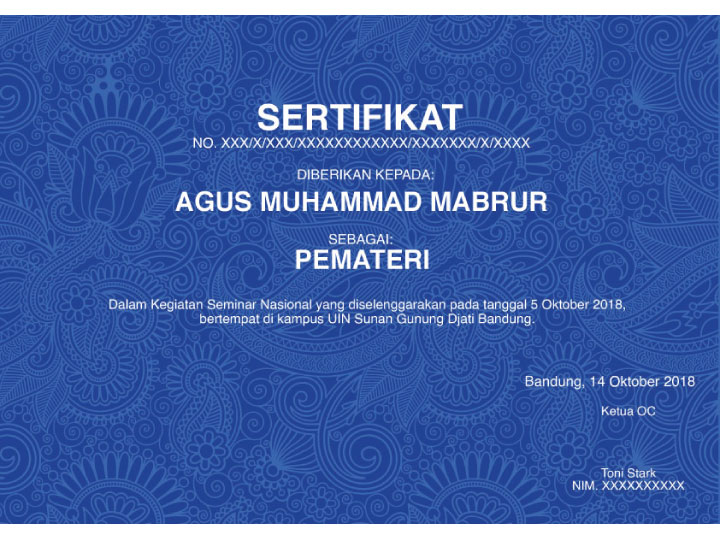 SERTIFIKAT
NO. XXX/X/XXX/XXXXXXXXXXXX/XXXXXXX/X/XXXX
DIBERIKAN KEPADA:
AGUS MUHAMMAD MABRUR
SEBAGAI:
PEMATERI
Dalam Kegiatan Seminar Nasional yang diselenggarakan pada tanggal 5 Oktober 2018,
bertempat di kampus UIN Sunan Gunung Djati Bandung.
Bandung, 14 Oktober 2018
Ketua OC
Toni Stark
NIM. XXXXXXXXXX